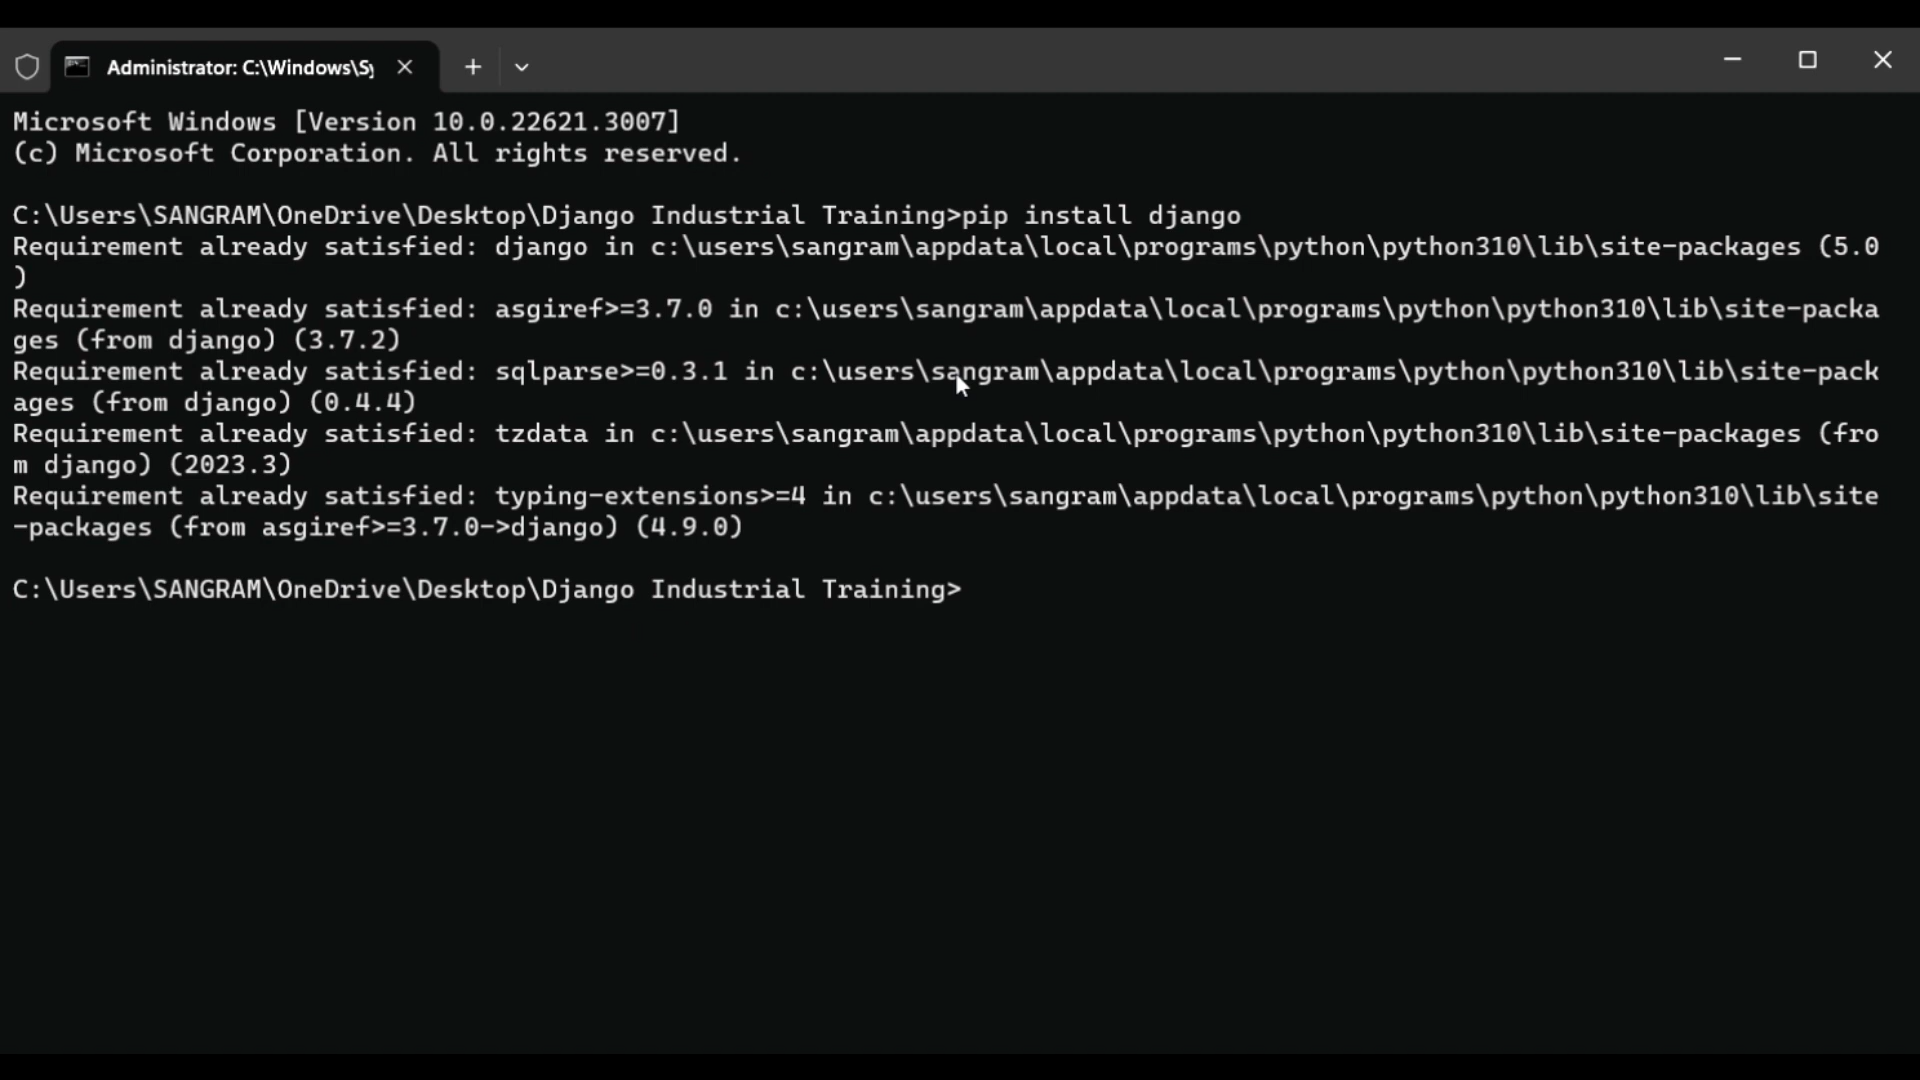 Administrator: C:\Windows\Sy
Microsoft Windows [Version 10.0.22621.3007]
(c) Microsoft Corporation. All rights reserved.
C:\Users\SANGRAM\OneDrive\Desktop\Django Industrial Training>pip install django
Requirement already satisfied: django in c:\users\sangram\appdata\local\programs\python\python310\lib\site-packages (5.0
)
Requirement already satisfied: asgiref>=3.7.0 in c:\users\sangram\appdata\local\programs\python\python310\lib\site-packa
ges (from django) (3.7.2)
Requirement already satisfied: sqlparse>=0.3.1 in c:\users\sangram\appdata\local\programs\python\python310\lib\site-pack
ages (from django) (0.4.4)
Requirement already satisfied: tzdata in c:\users\sangram\appdata\local\programs\python\python310\lib\site-packages (fro
m django) (2023.3)
Requirement already satisfied: typing-extensions>=4 in c:\users\sangram\appdata\local\programs\python\python310\lib\site
-packages (from asgiref>=3.7.0->django) (4.9.0)
C:\Users\SANGRAM\OneDrive\Desktop\Django Industrial Training>